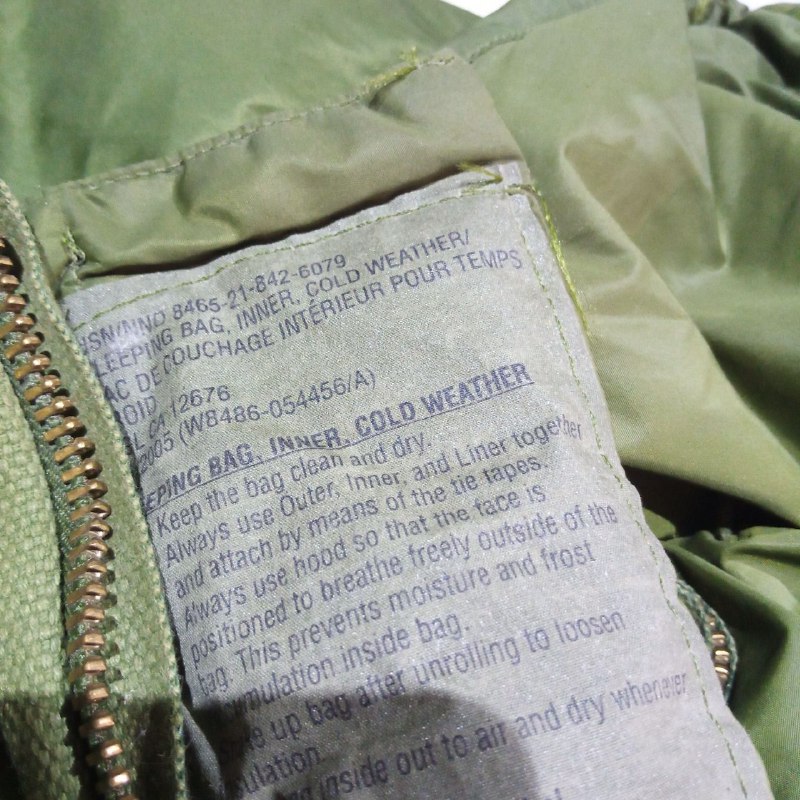 NSN/NNO 8465-21-842-6079
SLEEPING BAG, INNER, COLD WEATHER/
SAC DE COUCHAGE INTÉRIEUR POUR TEMPS
CA 12676
2005 (W8486-054456/A)
SLEEPING BAG, INNER, COLD WEATHER
Keep the bag clean and dry.
Always use Outer, Inner, and Liner together
and attach by means of the tie tapes.
Always use hood so that the face is
positioned to breathe freely outside of the
bag. This prevents moisture and frost
accumulation inside bag.
up bag after unrolling to loosen
insulation.
inside out to air and dry whenever